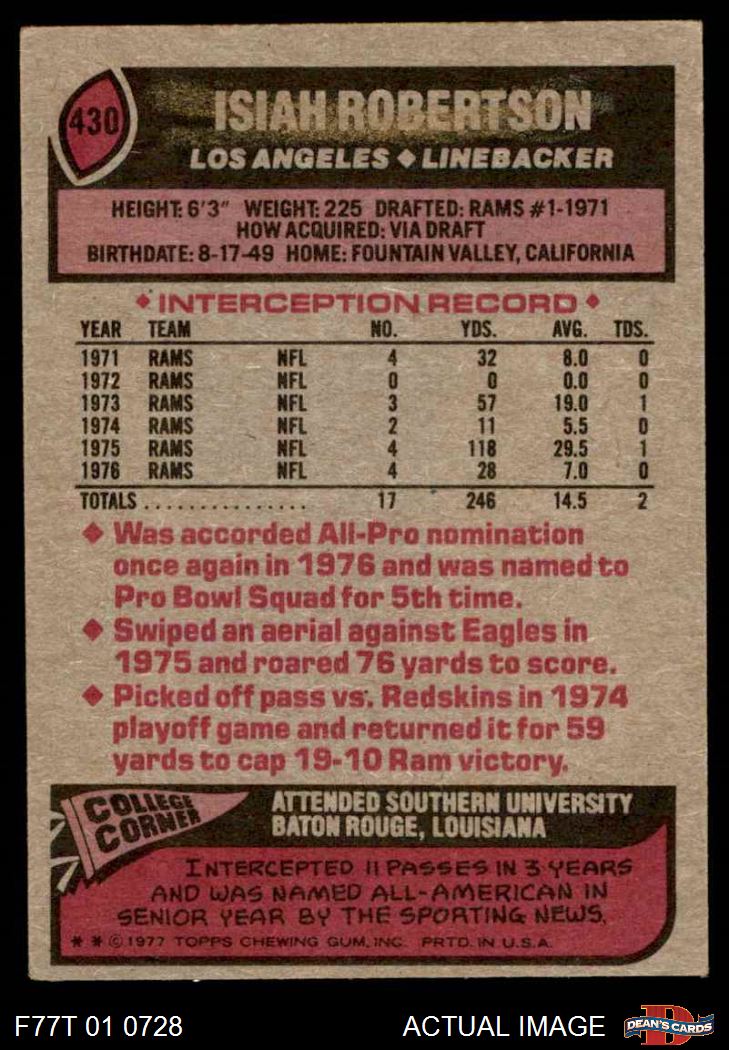 430
ISIAH ROBERTSON
LOS ANGELES ◆ LINEBACKER
HEIGHT: 6'3" WEIGHT: 225 DRAFTED: RAMS #1-1971
HOW ACQUIRED: VIA DRAFT
BIRTHDATE: 8-17-49 HOME: FOUNTAIN VALLEY, CALIFORNIA
◆ INTERCEPTION RECORD ◆
YEAR TEAM NO. YDS. AVG. TDS.
1971 RAMS NFL 4 32 8.0 0
1972 RAMS NFL 0 0 0.0 0
1973 RAMS NFL 3 57 19.0 1
1974 RAMS NFL 2 11 5.5 0
1975 RAMS NFL 4 118 29.5 1
1976 RAMS NFL 4 28 7.0 0
TOTALS ............... 17 246 14.5 2
◆ Was accorded All-Pro nomination
once again in 1976 and was named to
Pro Bowl Squad for 5th time.
◆ Swiped an aerial against Eagles in
1975 and roared 76 yards to score.
◆ Picked off pass vs. Redskins in 1974
playoff game and returned it for 59
yards to cap 19-10 Ram victory.
COLLEGE
CORNER
ATTENDED SOUTHERN UNIVERSITY
BATON ROUGE, LOUISIANA
INTERCEPTED 11 PASSES IN 3 YEARS
AND WAS NAMED ALL-AMERICAN IN
SENIOR YEAR BY THE SPORTING NEWS.
* * © 1977 TOPPS CHEWING GUM, INC. PRTD. IN U.S.A.
F77T 01 0728
ACTUAL IMAGE
D
DEAN'S CARDS